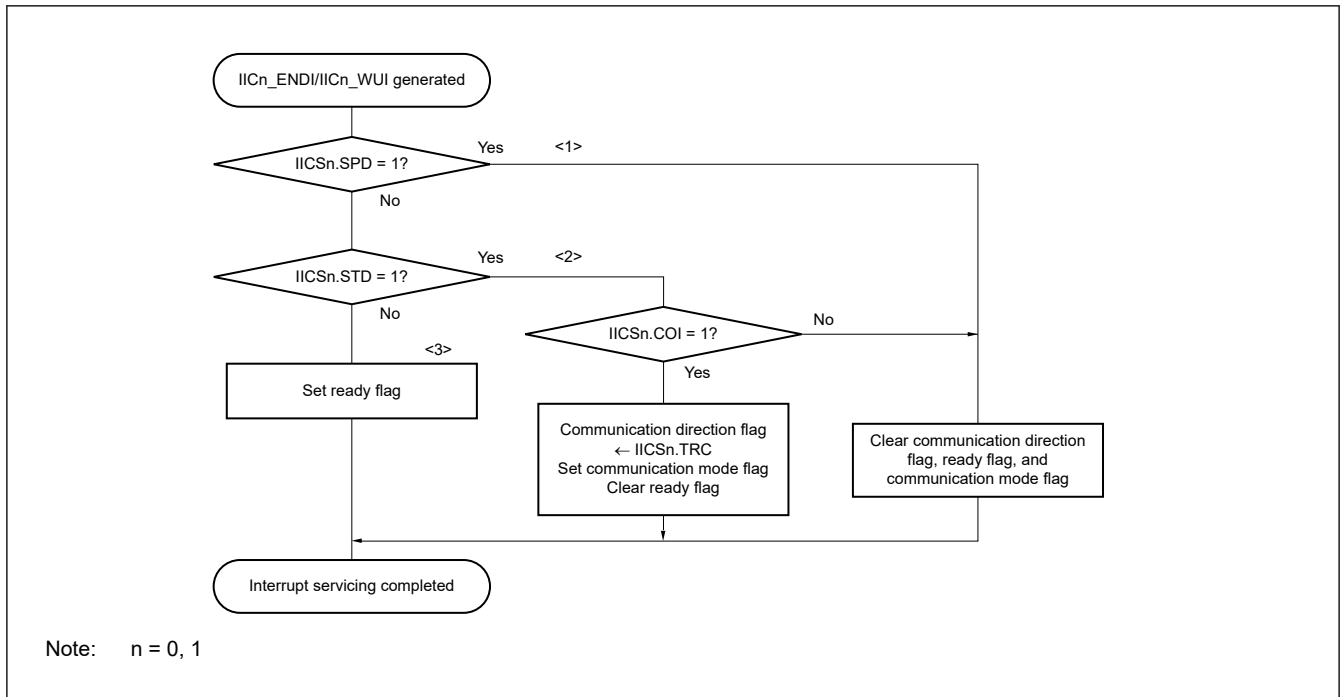 IICn_ENDI/IICn_WUI generated
IICSn.SPD = 1?
Yes
<1>
No
IICSn.STD = 1?
Yes
<2>
No
IICSn.COI = 1?
No
<3>
Yes
Set ready flag
Communication direction flag
← IICSn.TRC
Set communication mode flag
Clear ready flag
Clear communication direction
flag, ready flag, and
communication mode flag
Interrupt servicing completed
Note: n = 0, 1